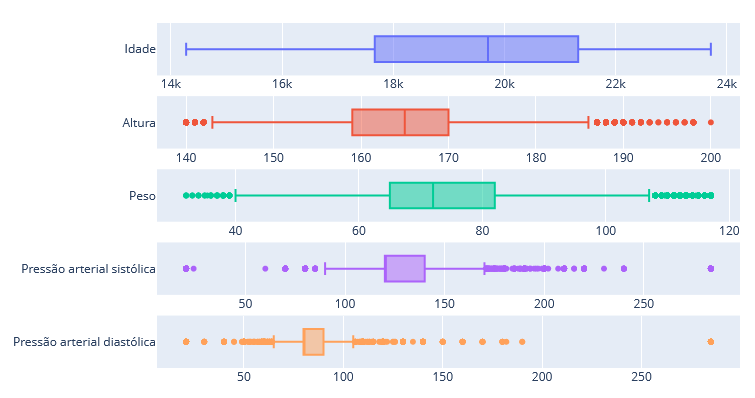 Idade
14k 16k 18k 20k 22k 24k
Altura
140 150 160 170 180 190 200
Peso
40 60 80 100 120
Pressão arterial sistólica
50 100 150 200 250
Pressão arterial diastólica
50 100 150 200 250